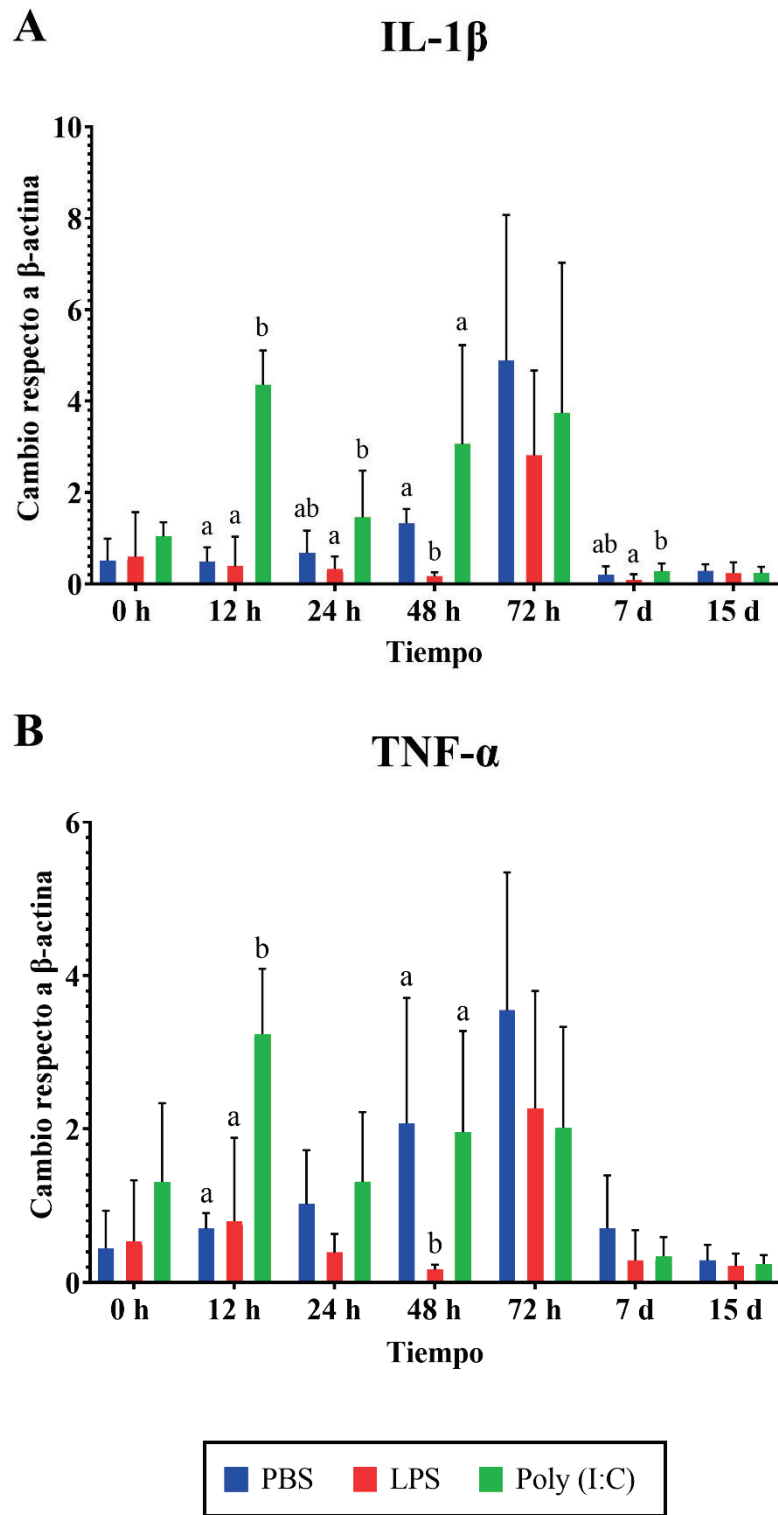 A
IL-1β
10
8
6
4
2
0
Cambio respecto a β-actina
a a b
ab a b
a b a
ab a b
0 h 12 h 24 h 48 h 72 h 7 d 15 d
Tiempo
B
TNF-α
6
4
2
0
Cambio respecto a β-actina
a a b
a b a
0 h 12 h 24 h 48 h 72 h 7 d 15 d
Tiempo
PBS LPS Poly (I:C)